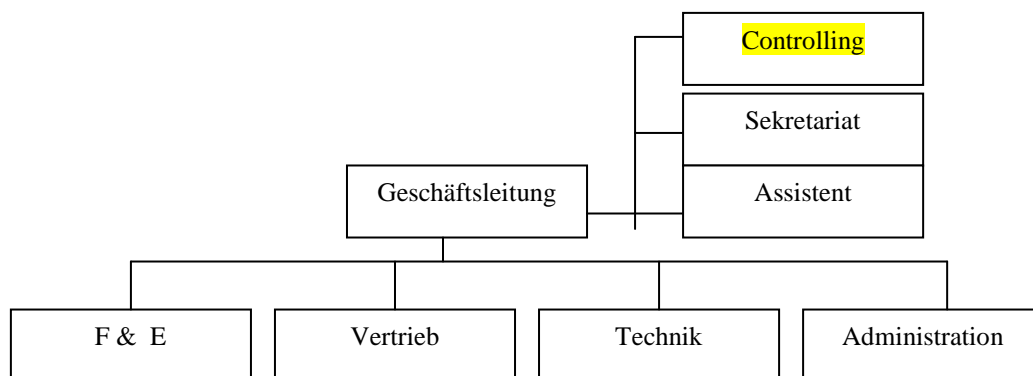 Controlling
Sekretariat
Geschäftsleitung
Assistent
F & E
Vertrieb
Technik
Administration